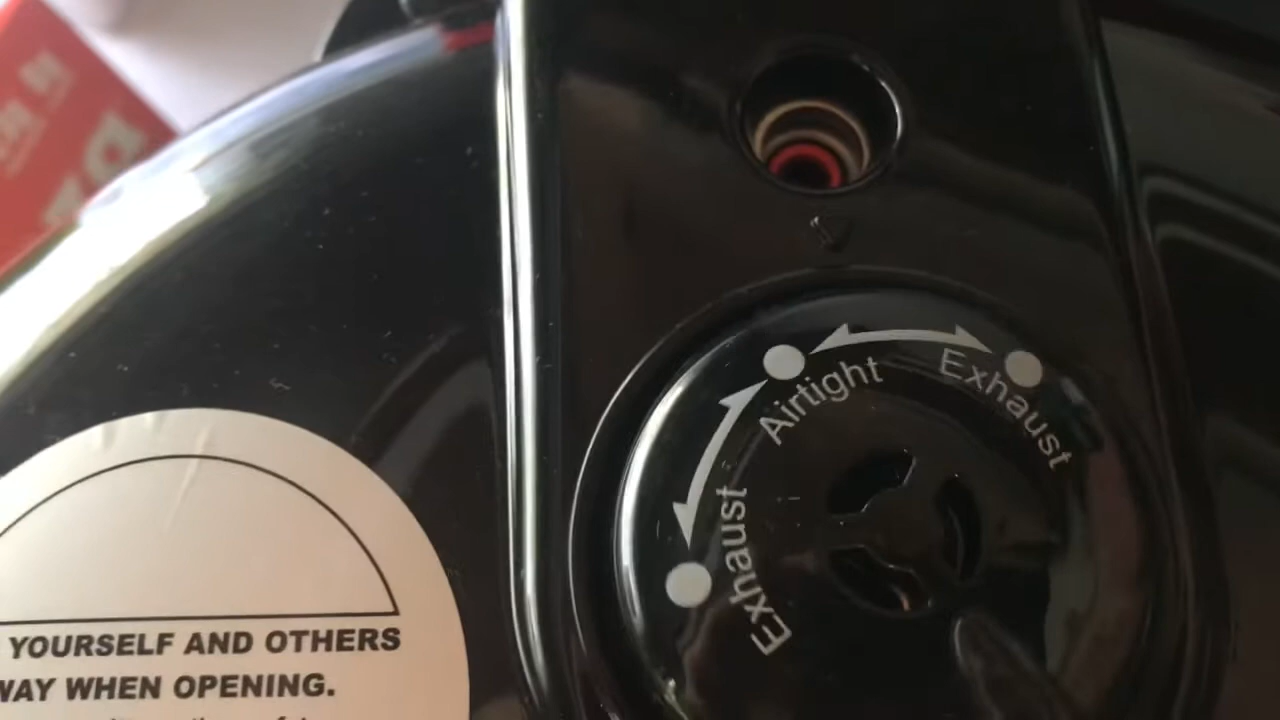 Airtight
Exhaust
Exhaust
YOURSELF AND OTHERS
WAY WHEN OPENING.